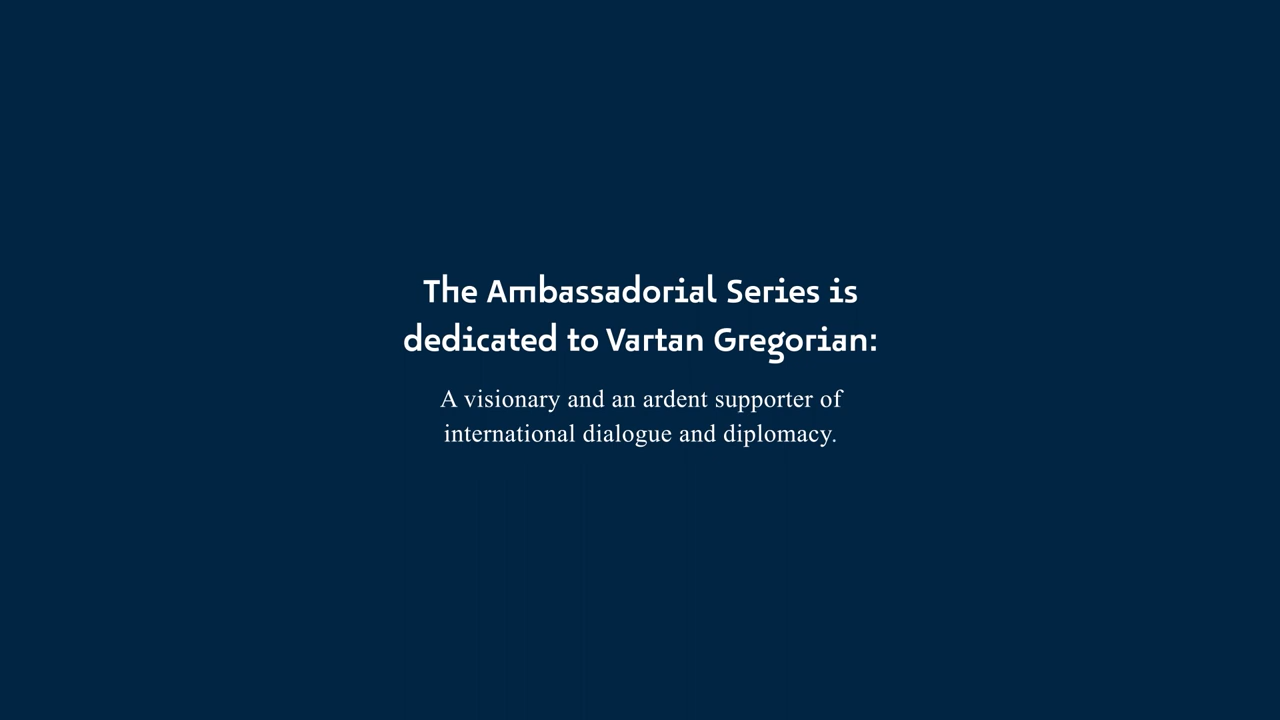 The Ambassadorial Series is
dedicated to Vartan Gregorian:
A visionary and an ardent supporter of
international dialogue and diplomacy.